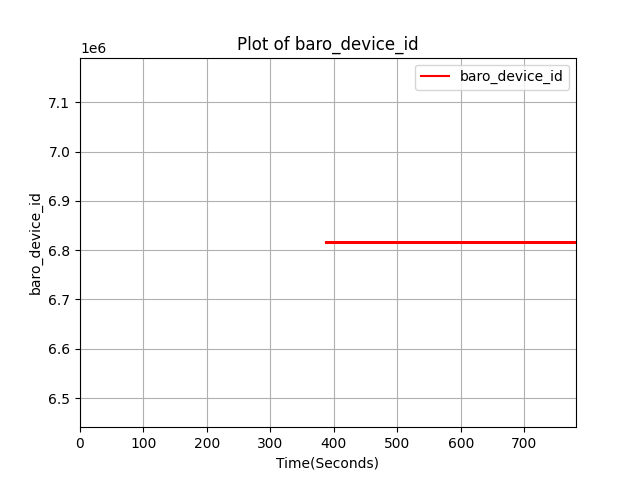 Plot of baro_device_id
1e6
baro_device_id
7.1
7.0
6.9
6.8
6.7
6.6
6.5
baro_device_id
0 100 200 300 400 500 600 700
Time(Seconds)